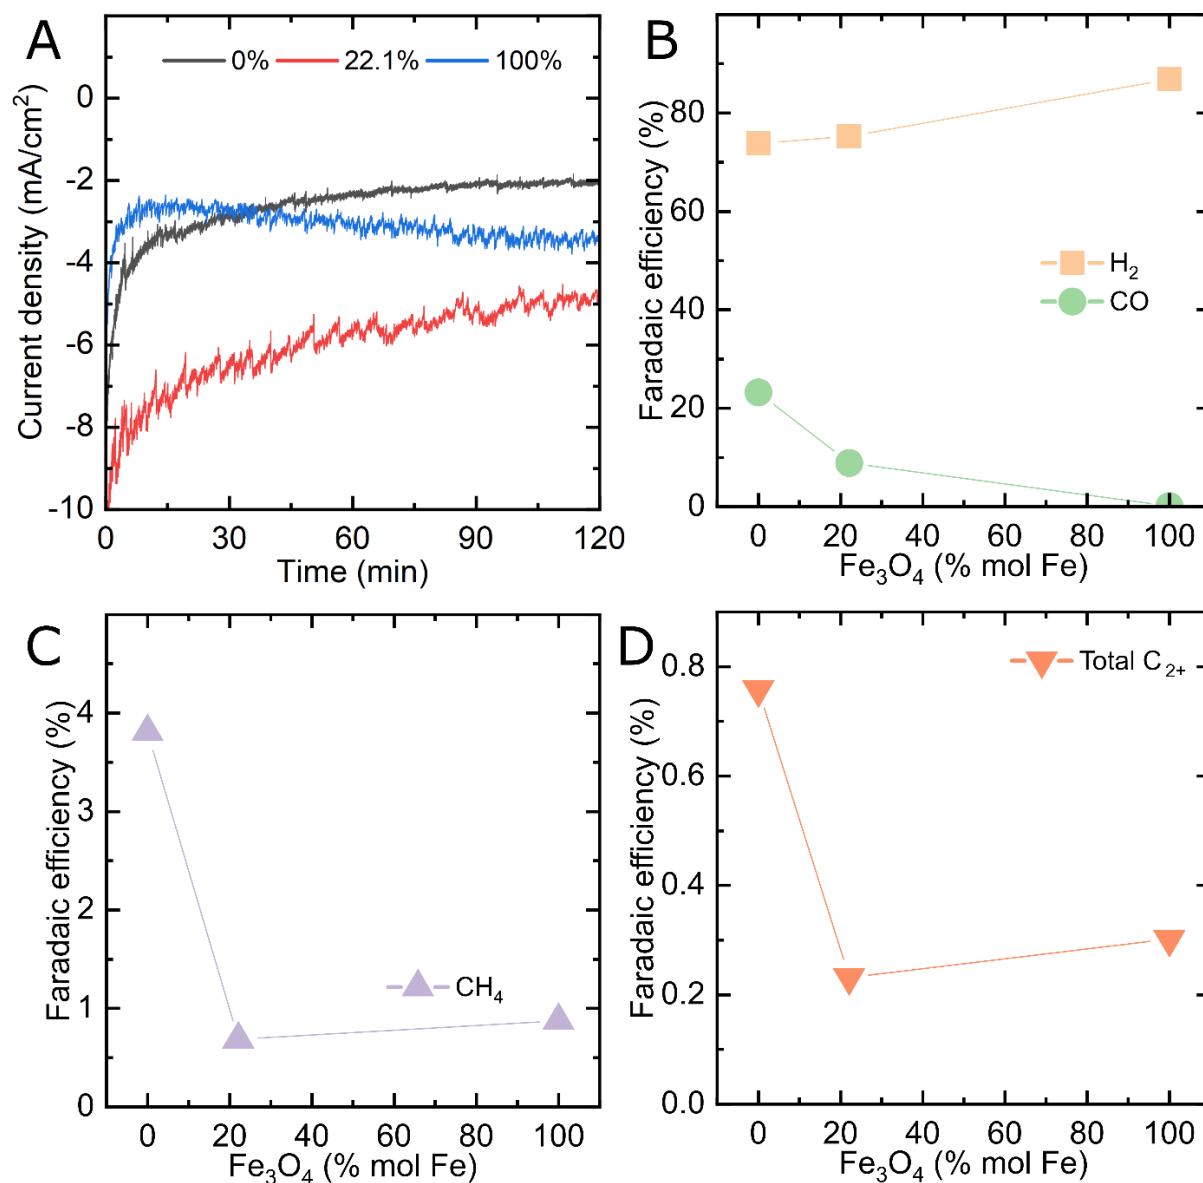 A
0% 22.1% 100%
0
-2
-4
-6
-8
-10
0 30 60 90 120
Current density (mA/cm²)
Time (min)
B
80
60
40
20
0
0 20 40 60 80 100
Faradaic efficiency (%)
H₂
CO
Fe₃O₄ (% mol Fe)
C
4
3
2
1
0
0 20 40 60 80 100
Faradaic efficiency (%)
CH₄
Fe₃O₄ (% mol Fe)
D
Total C₂₊
0.8
0.6
0.4
0.2
0.0
0 20 40 60 80 100
Faradaic efficiency (%)
Fe₃O₄ (% mol Fe)